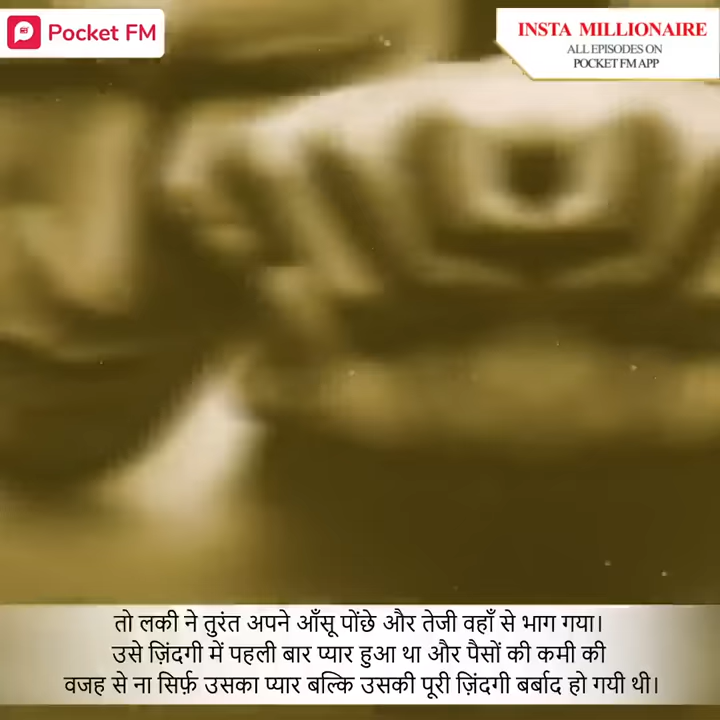 Pocket FM
INSTA MILLIONAIRE
ALL EPISODES ON
POCKET FM APP
तो लकी ने तुरंत अपने आँसू पोंछे और तेजी वहाँ से भाग गया।
उसे ज़िंदगी में पहली बार प्यार हुआ था और पैसों की कमी की
वजह से ना सिर्फ़ उसका प्यार बल्कि उसकी पूरी ज़िंदगी बर्बाद हो गयी थी।